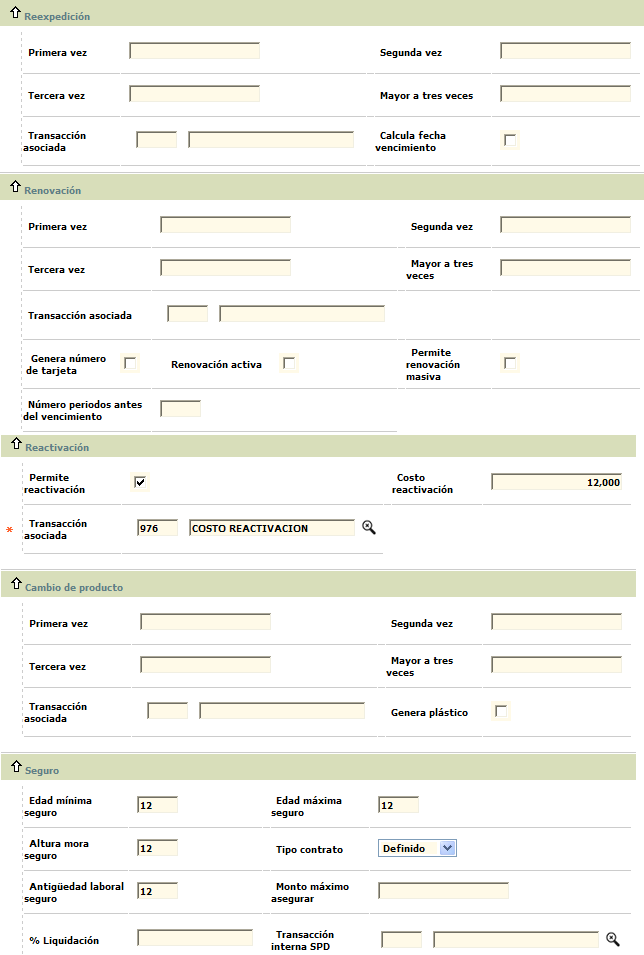 Reexpedición
Primera vez
Segunda vez
Tercera vez
Mayor a tres veces
Transacción
asociada
Calcula fecha
vencimiento
Renovación
Primera vez
Segunda vez
Tercera vez
Mayor a tres
veces
Transacción asociada
Genera número
de tarjeta
Renovación activa
Permite
renovación
masiva
Número periodos antes
del vencimiento
Reactivación
Permite
reactivación
Costo
reactivación
12,000
* Transacción
asociada
976
COSTO REACTIVACION
Cambio de producto
Primera vez
Segunda vez
Tercera vez
Mayor a tres
veces
Transacción
asociada
Genera plástico
Seguro
Edad mínima
seguro
12
Edad máxima
seguro
12
Altura mora
seguro
12
Tipo contrato
Definido
Antigüedad laboral
seguro
12
Monto máximo
asegurar
% Liquidación
Transacción
interna SPD